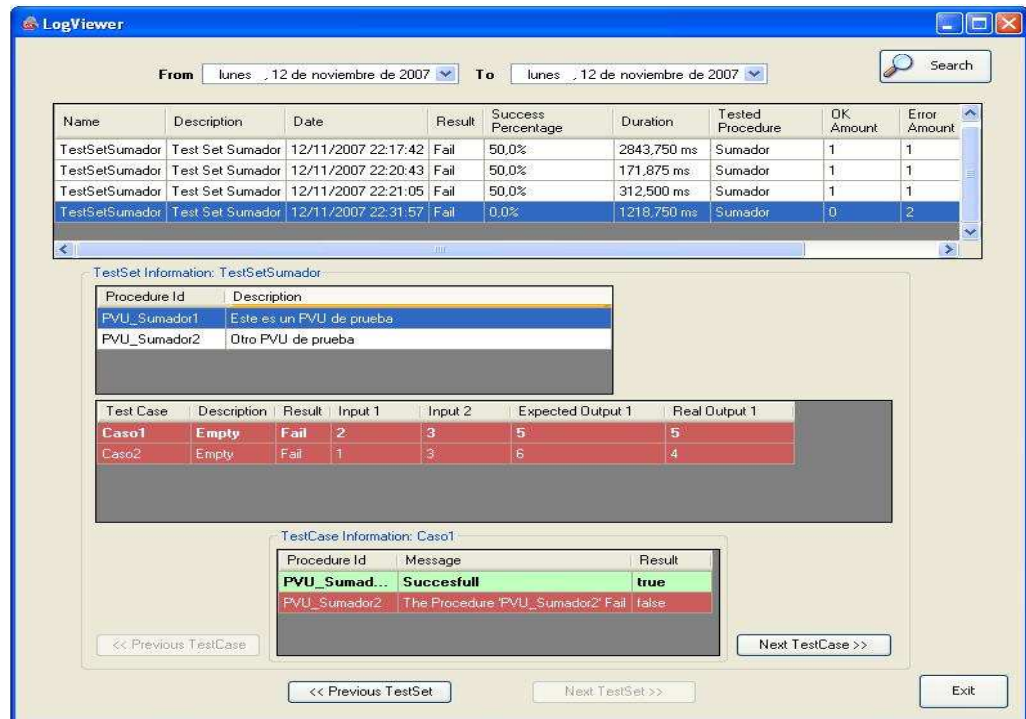 LogViewer
From lunes , 12 de noviembre de 2007 To lunes , 12 de noviembre de 2007 Search
Name Description Date Result Success Percentage Duration Tested Procedure OK Amount Error Amount
TestSetSumador Test Set Sumador 12/11/2007 22:17:42 Fail 50,0% 2843,750 ms Sumador 1 1
TestSetSumador Test Set Sumador 12/11/2007 22:20:43 Fail 50,0% 171,875 ms Sumador 1 1
TestSetSumador Test Set Sumador 12/11/2007 22:21:05 Fail 50,0% 312,500 ms Sumador 1 1
TestSetSumador Test Set Sumador 12/11/2007 22:31:57 Fail 0,0% 1218,750 ms Sumador 0 2
TestSet Information: TestSetSumador
Procedure Id Description
PVU_Sumador1 Este es un PVU de prueba
PVU_Sumador2 Otro PVU de prueba
Test Case Description Result Input 1 Input 2 Expected Output 1 Real Output 1
Caso1 Empty Fail 2 3 5 5
Caso2 Empty Fail 1 3 6 4
TestCase Information: Caso1
Procedure Id Message Result
PVU_Sumad... Succesfull true
PVU_Sumador2 The Procedure 'PVU_Sumador2' Fail false
<< Previous TestCase Next TestCase >>
<< Previous TestSet Next TestSet >> Exit